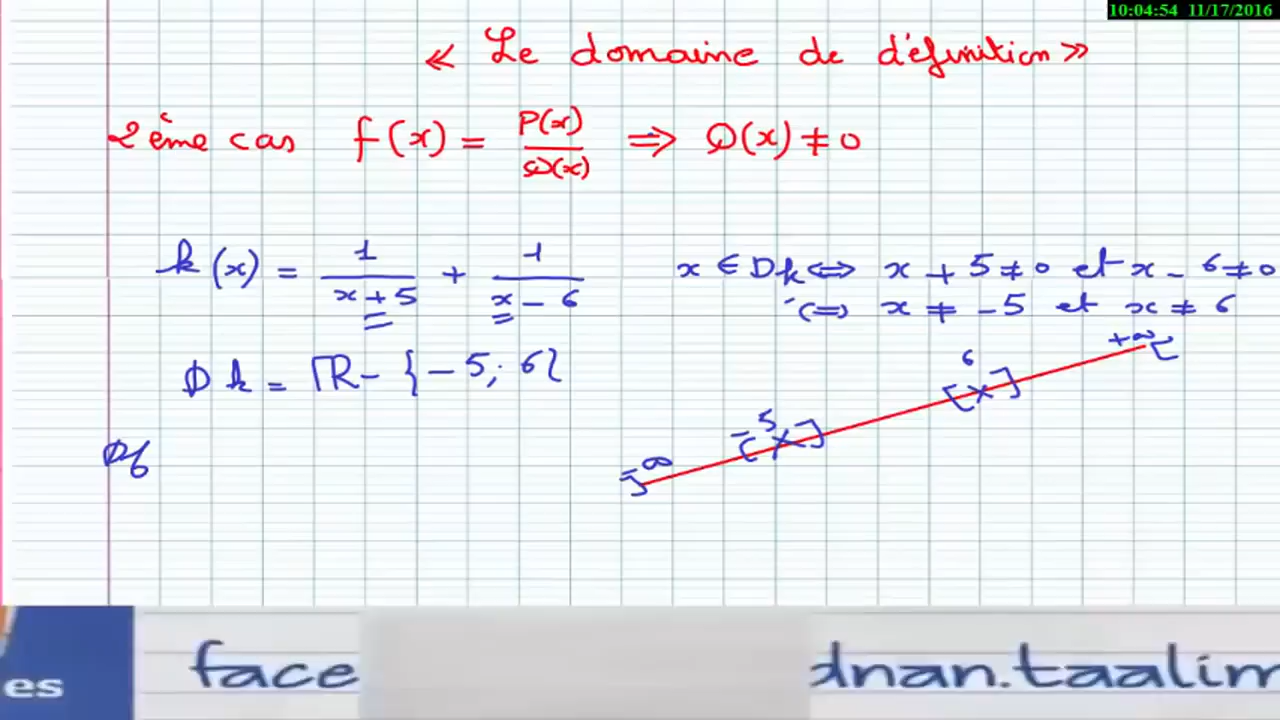 10:04:54 11/17/2016
« Le domaine de définition »
2ème cas f(x) = P(x)/Q(x) ⇒ Q(x) ≠ 0
k(x) = 1/(x + 5) + 1/(x - 6)
x ∈ Dk ⇔ x + 5 ≠ 0 et x - 6 ≠ 0
⇔ x ≠ -5 et x ≠ 6
Dk = ℝ - {-5; 6}
]-∞ -5 [×] 6 [×] +∞[
face
dnan.taalim
es